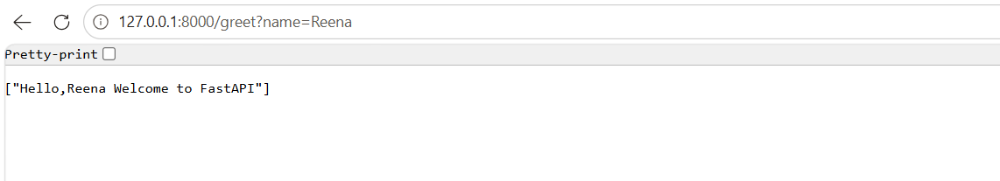 127.0.0.1:8000/greet?name=Reena
Pretty-print
["Hello,Reena Welcome to FastAPI"]